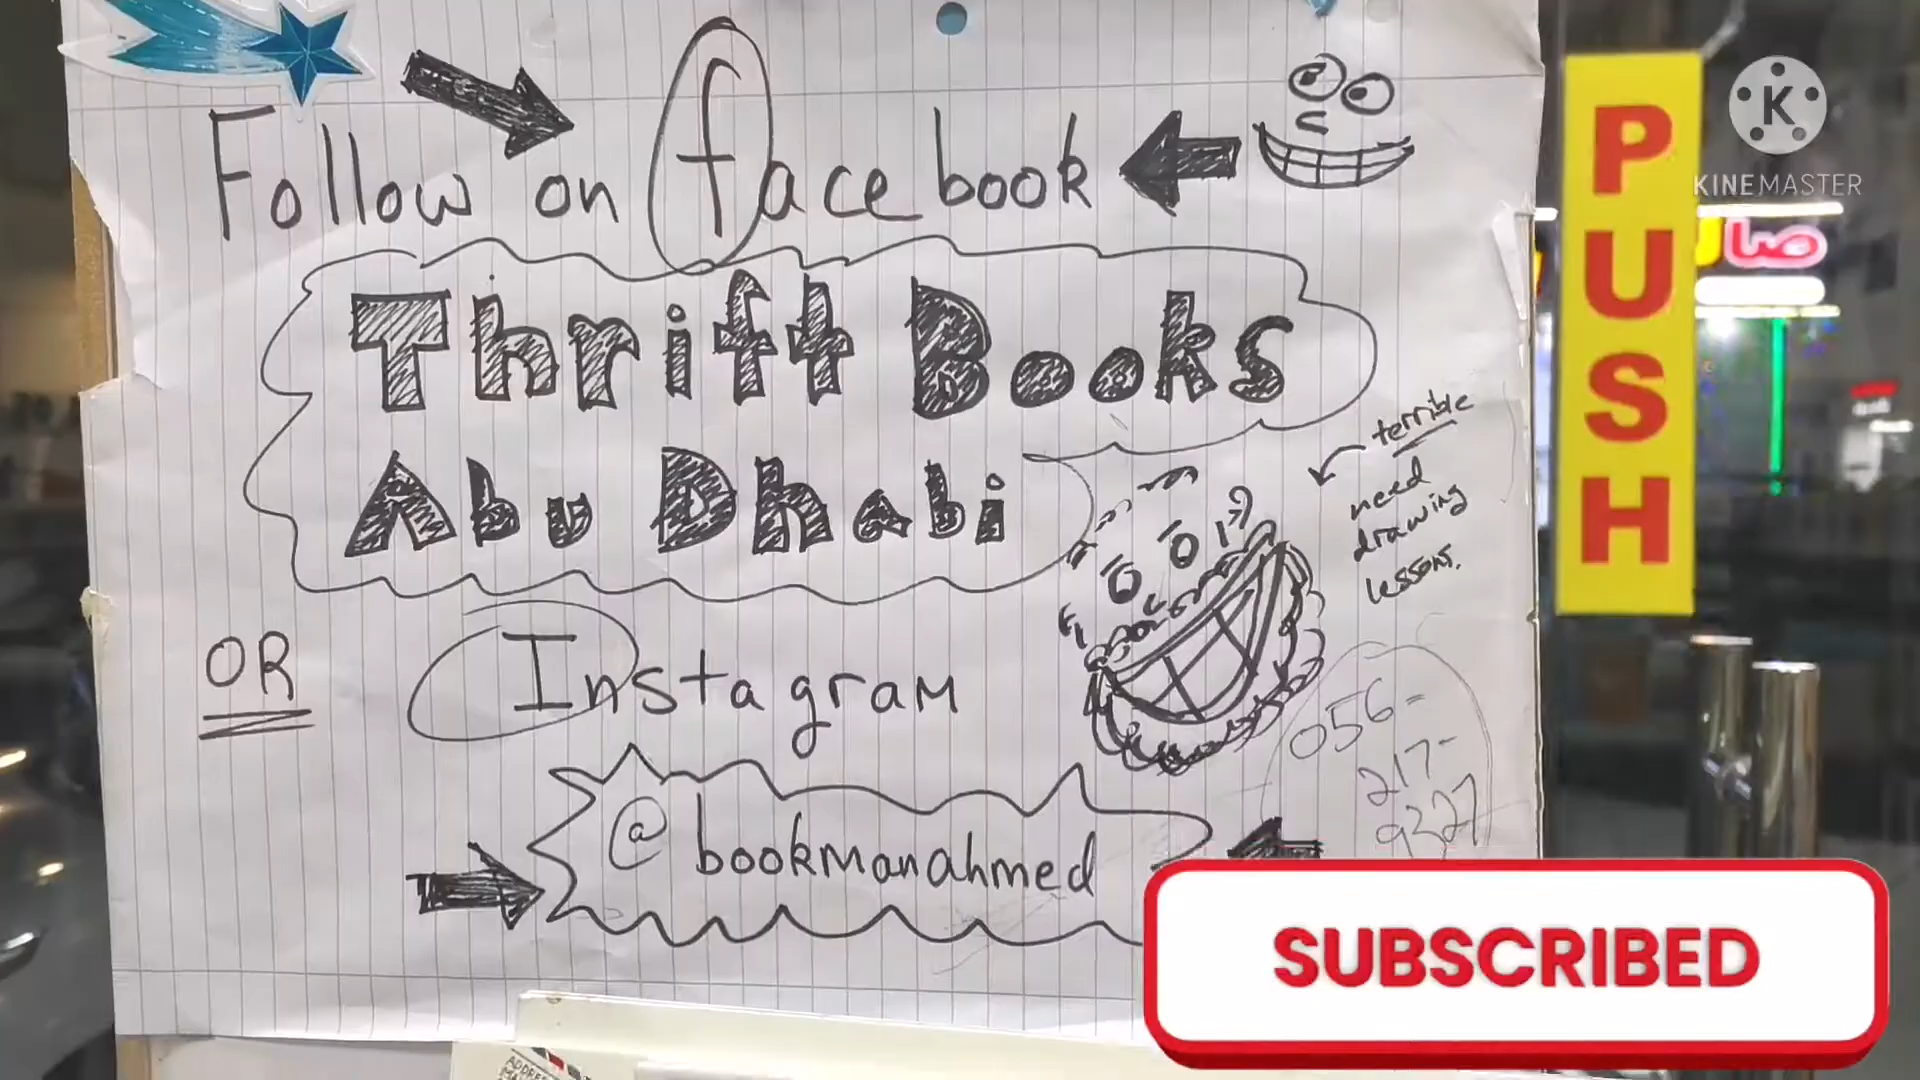 Follow on facebook
Thrift Books
Abu Dhabi
terrible
need
drawing
lessons.
OR
Instagram
@bookmanahmed
056-
217-
9327
PUSH
K
KINEMASTER
SUBSCRIBED